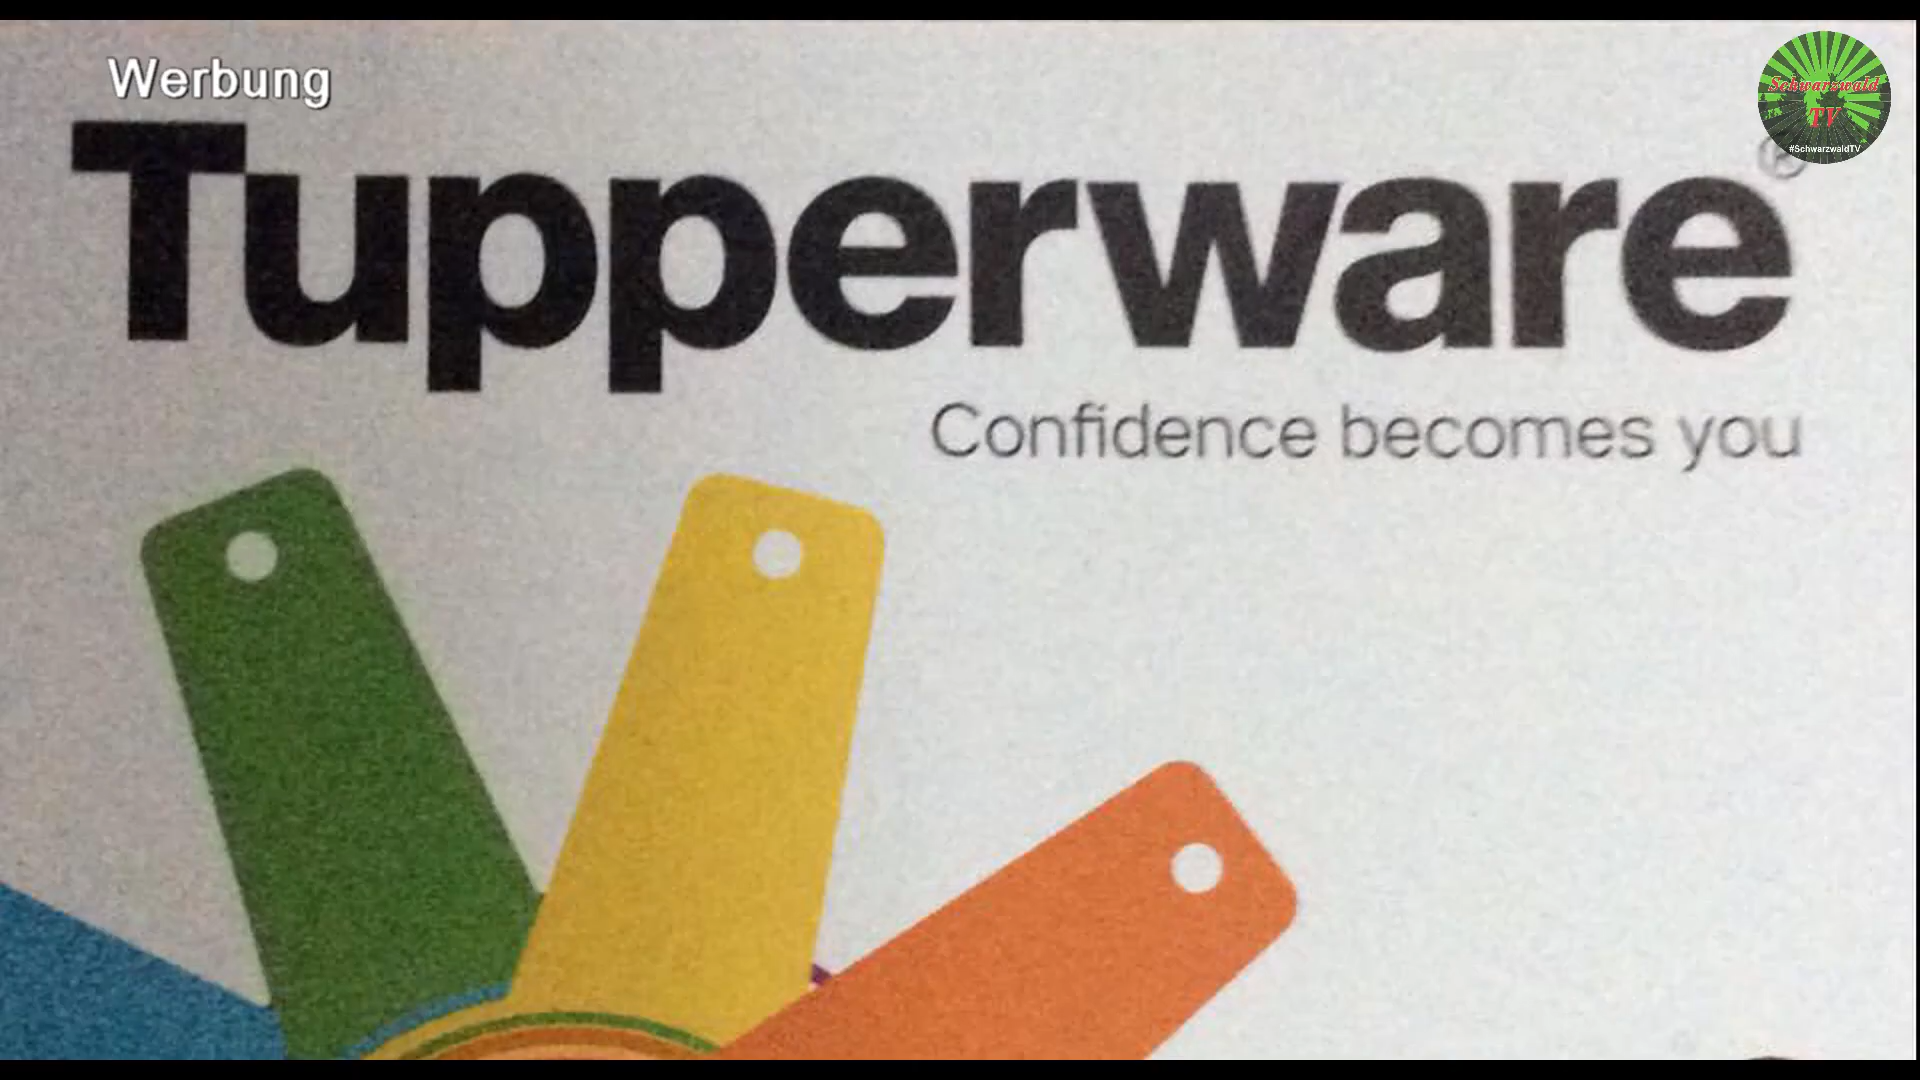 Werbung
Schwarzwald
TV
#SchwarzwaldTV
Tupperware®
Confidence becomes you